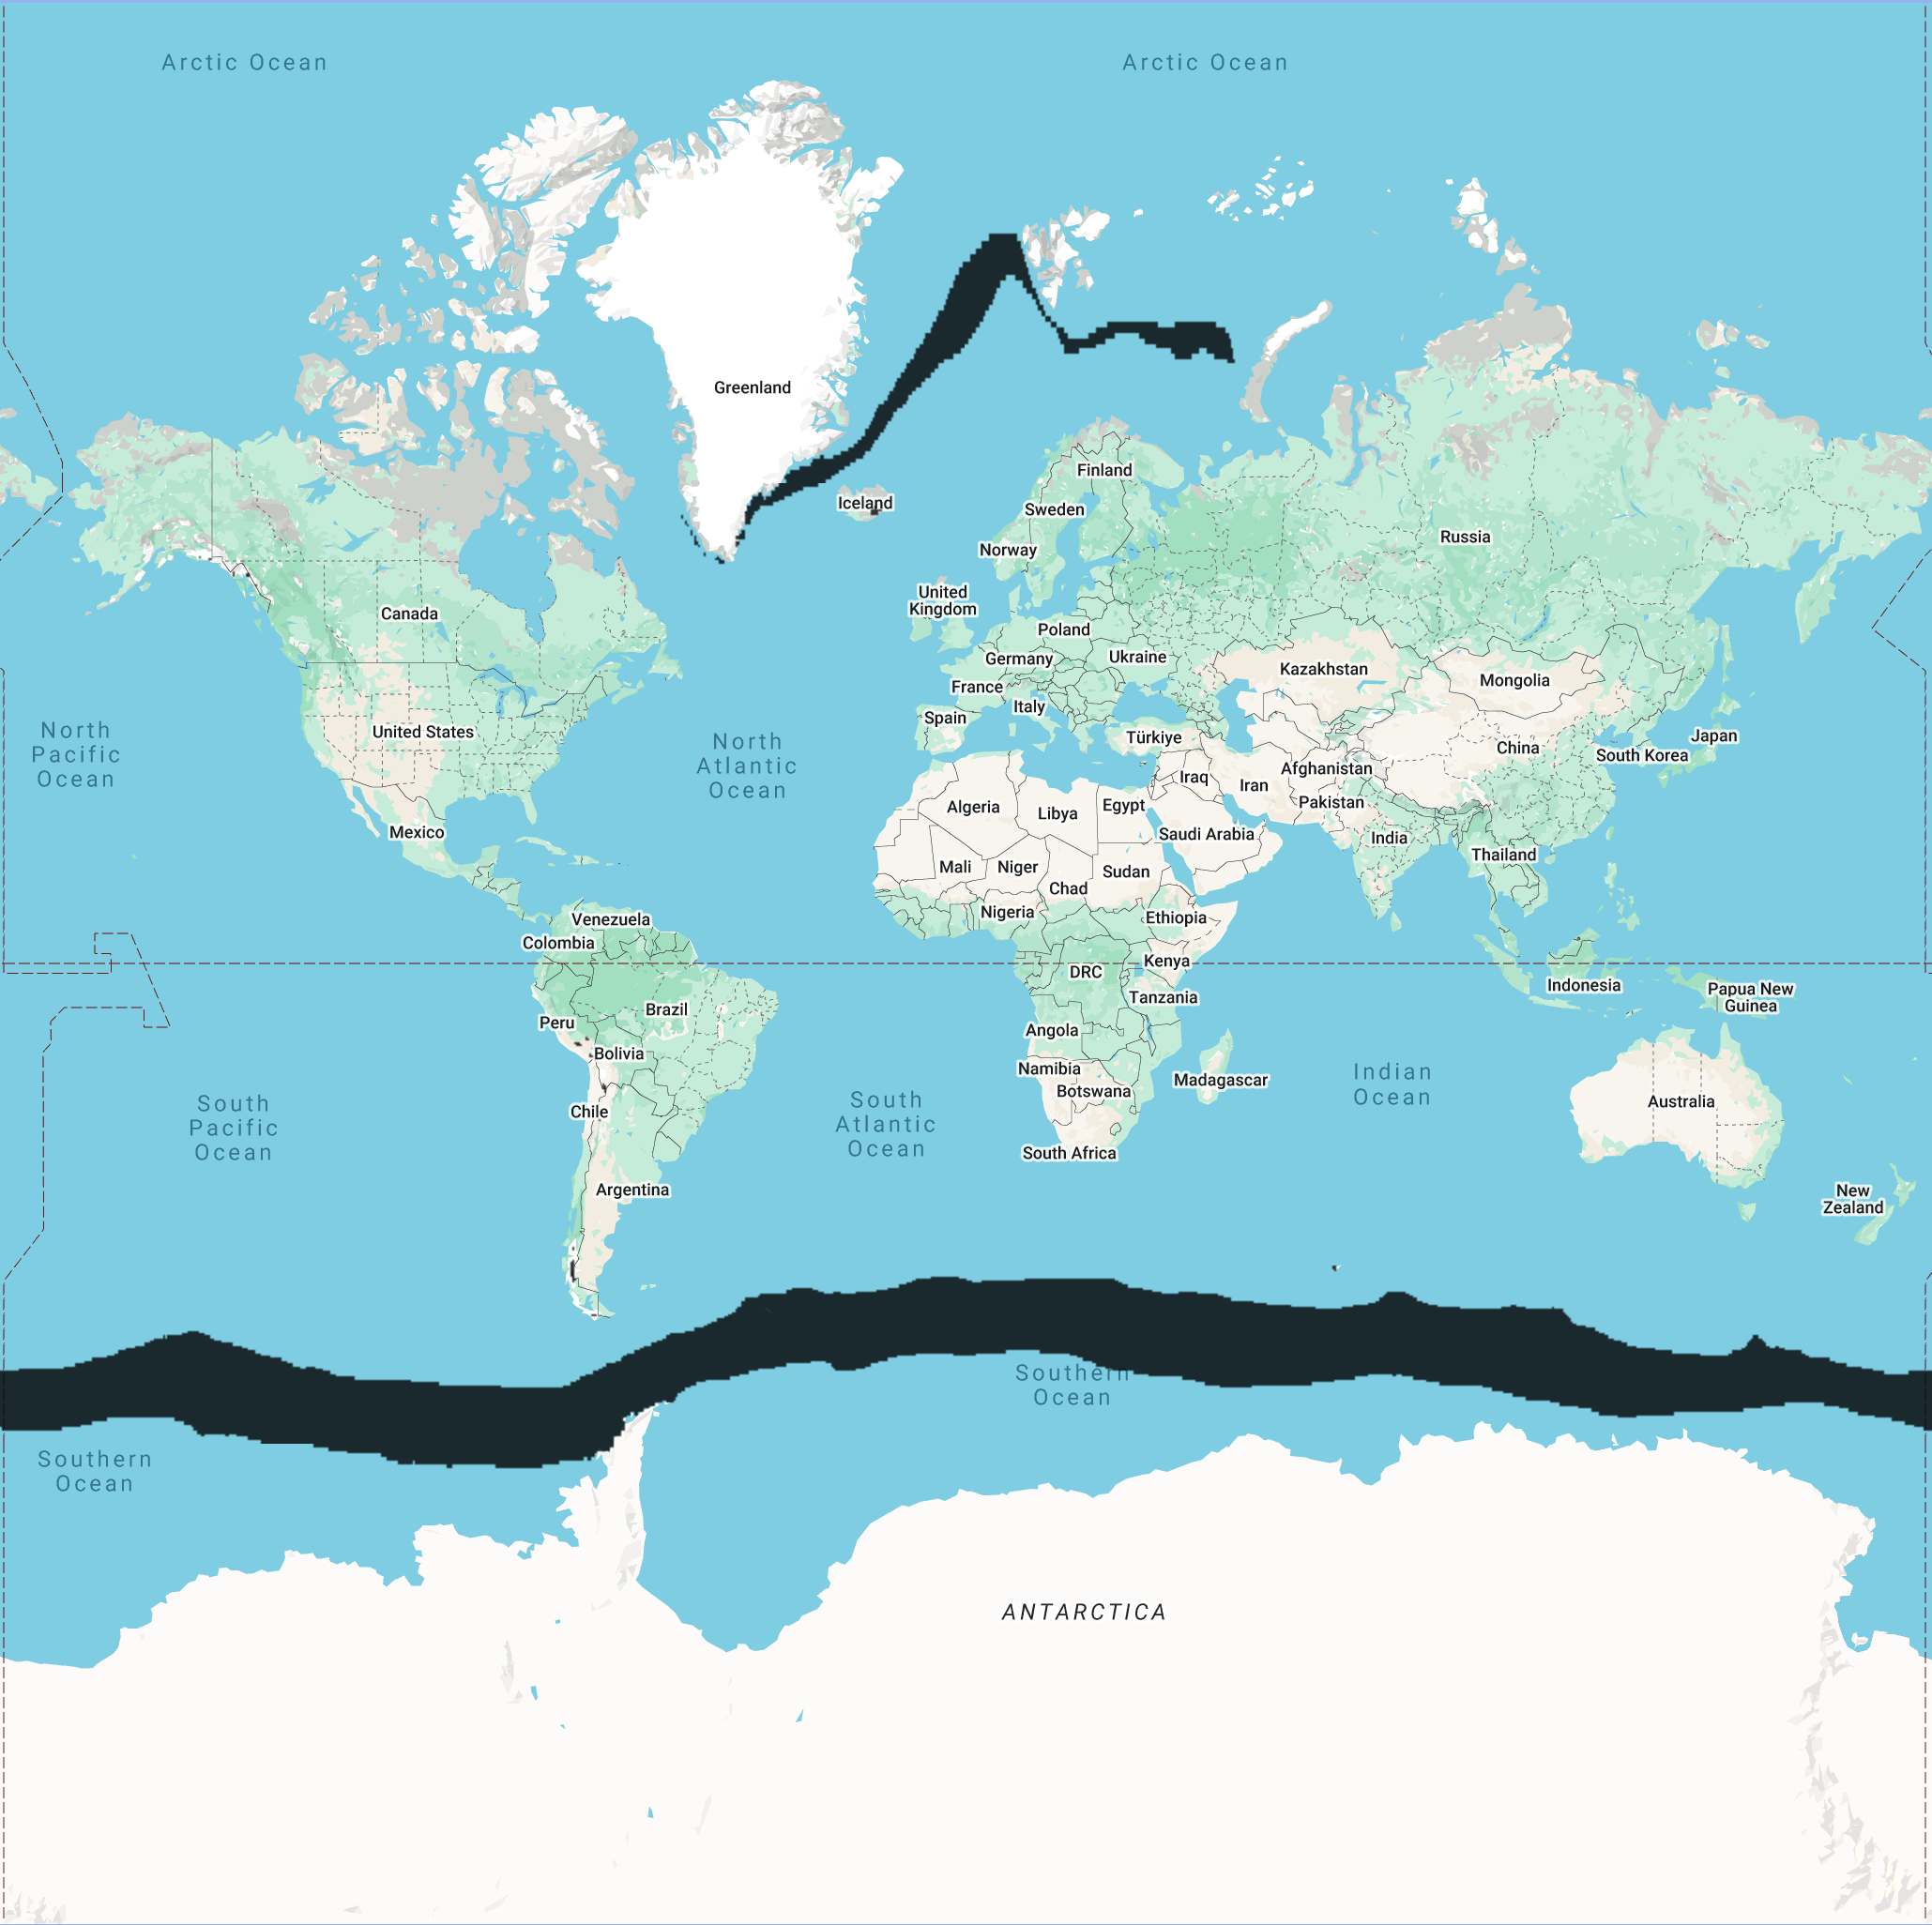 Arctic Ocean
Arctic Ocean
Greenland
Iceland
Finland
Sweden
Norway
Russia
United
Kingdom
Canada
Poland
Germany
Ukraine
Kazakhstan
Mongolia
France
Italy
Spain
North
Pacific
Ocean
United States
North
Atlantic
Ocean
Türkiye
China
Japan
South Korea
Iraq
Iran
Afghanistan
Pakistan
Algeria
Libya
Egypt
Mexico
Saudi Arabia
India
Mali
Niger
Chad
Sudan
Thailand
Venezuela
Nigeria
Ethiopia
Colombia
Kenya
DRC
Indonesia
Papua New
Guinea
Tanzania
Brazil
Peru
Angola
Bolivia
Namibia
Botswana
Madagascar
Indian
Ocean
Australia
Chile
South
Pacific
Ocean
South
Atlantic
Ocean
South Africa
Argentina
New
Zealand
Southern
Ocean
Southern
Ocean
ANTARCTICA